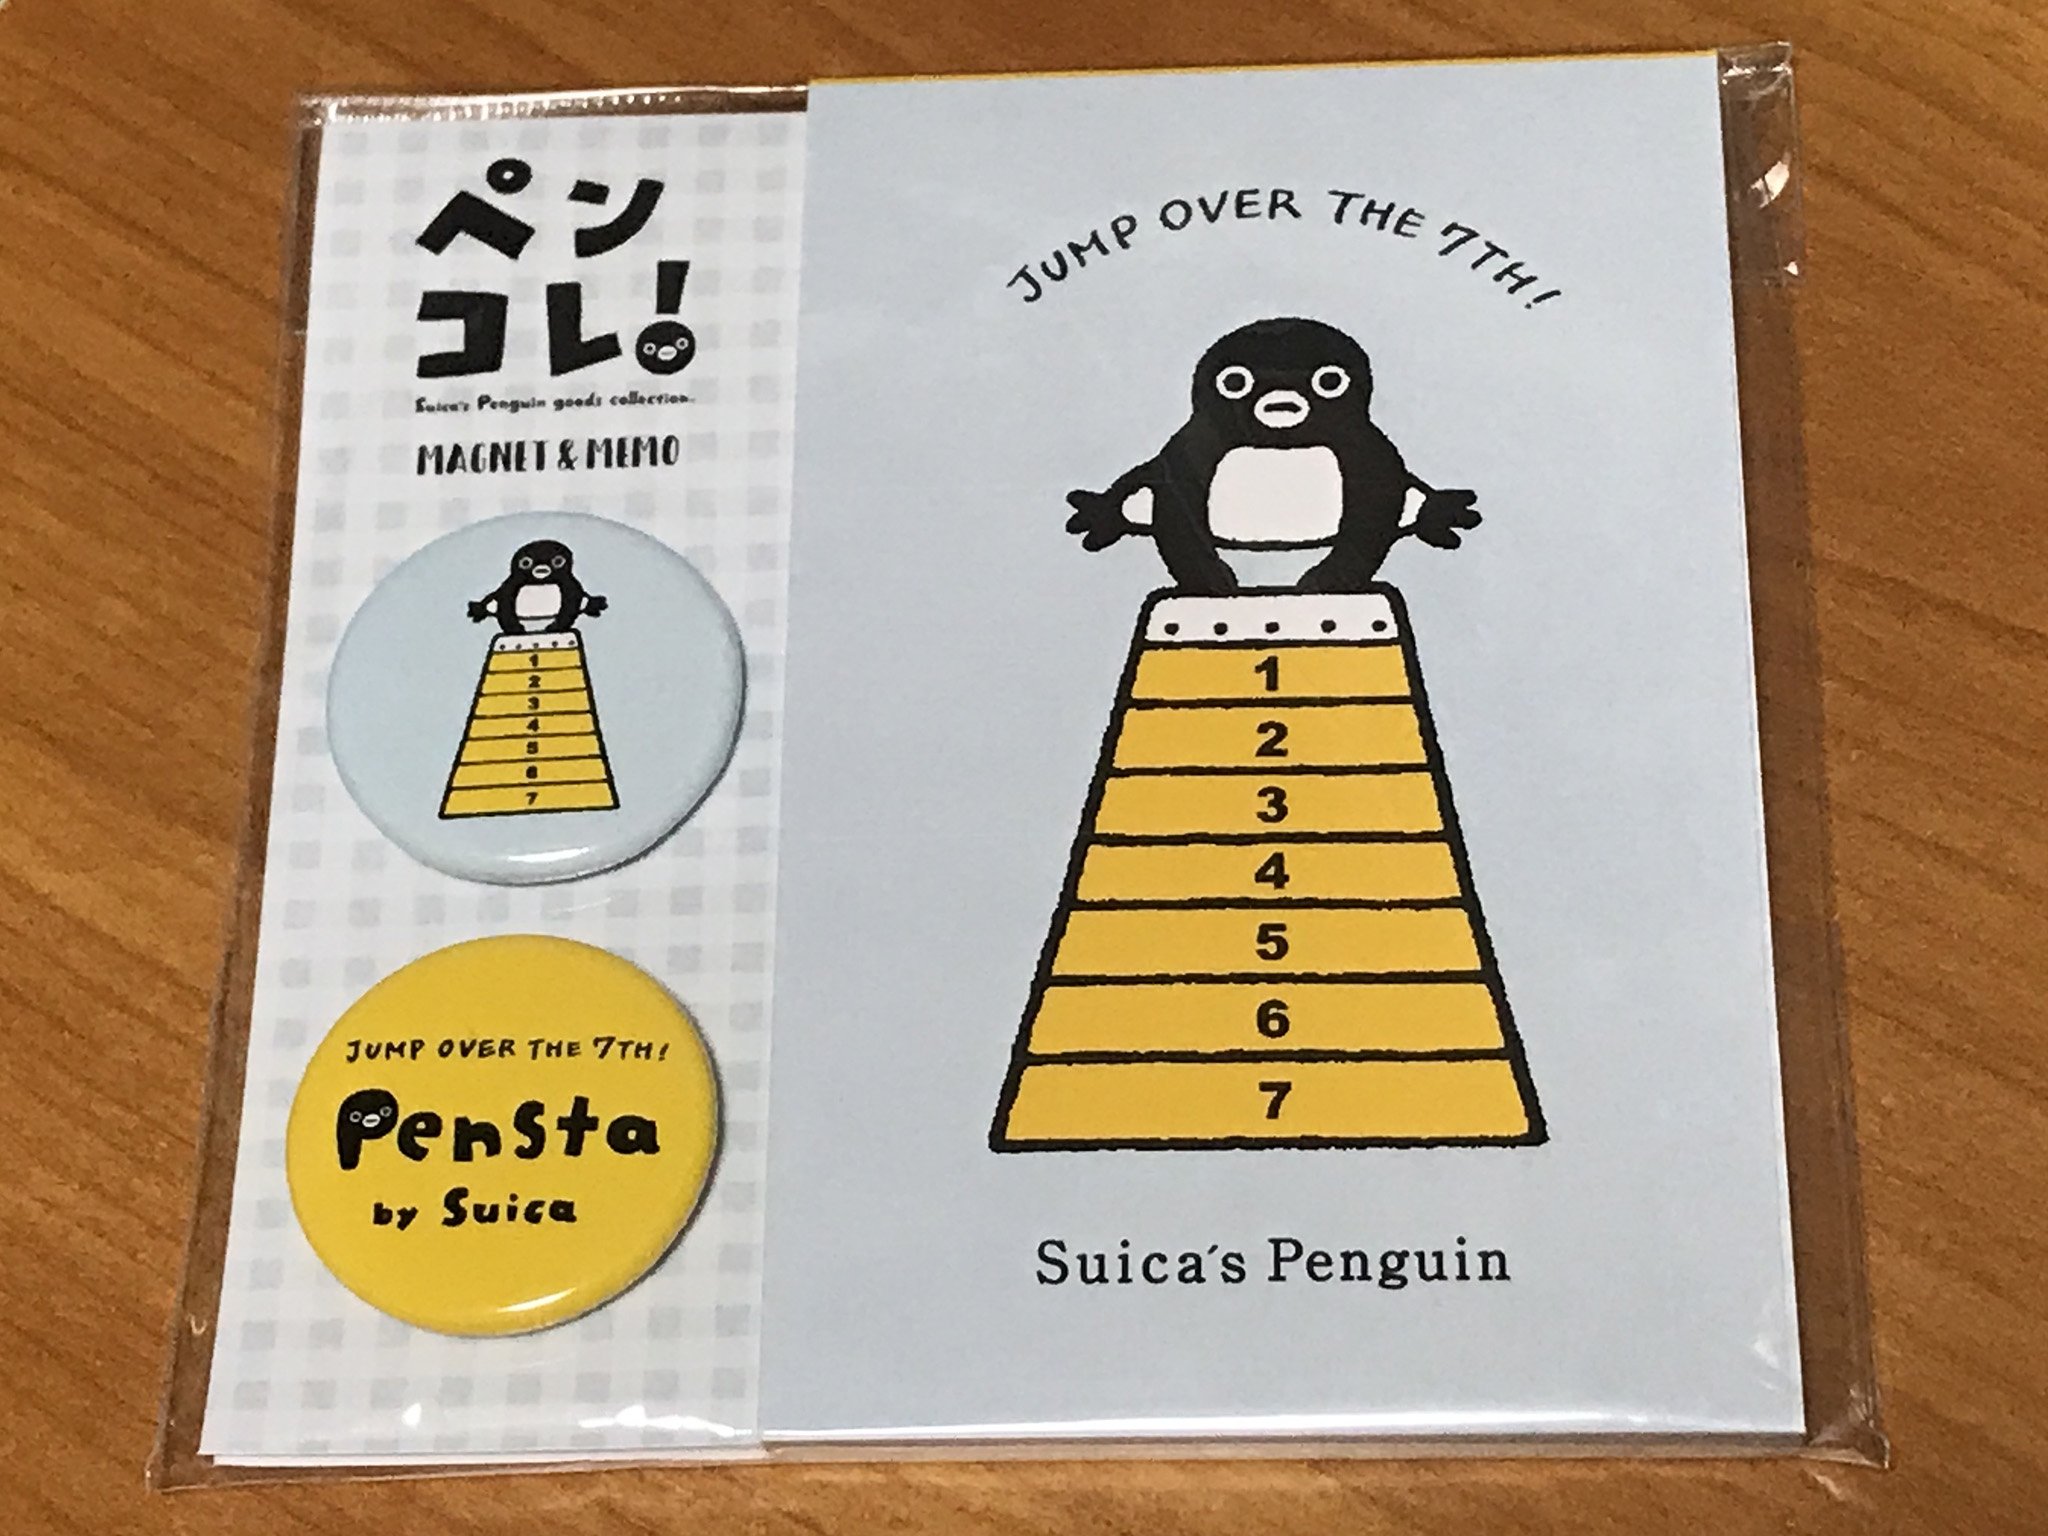 ペン
コレ!
Suica's Penguin goods collection
MAGNET & MEMO
1
2
3
4
5
6
7
JUMP OVER THE 7TH!
Pensta
by Suica
JUMP OVER THE 7TH!
1
2
3
4
5
6
7
Suica's Penguin